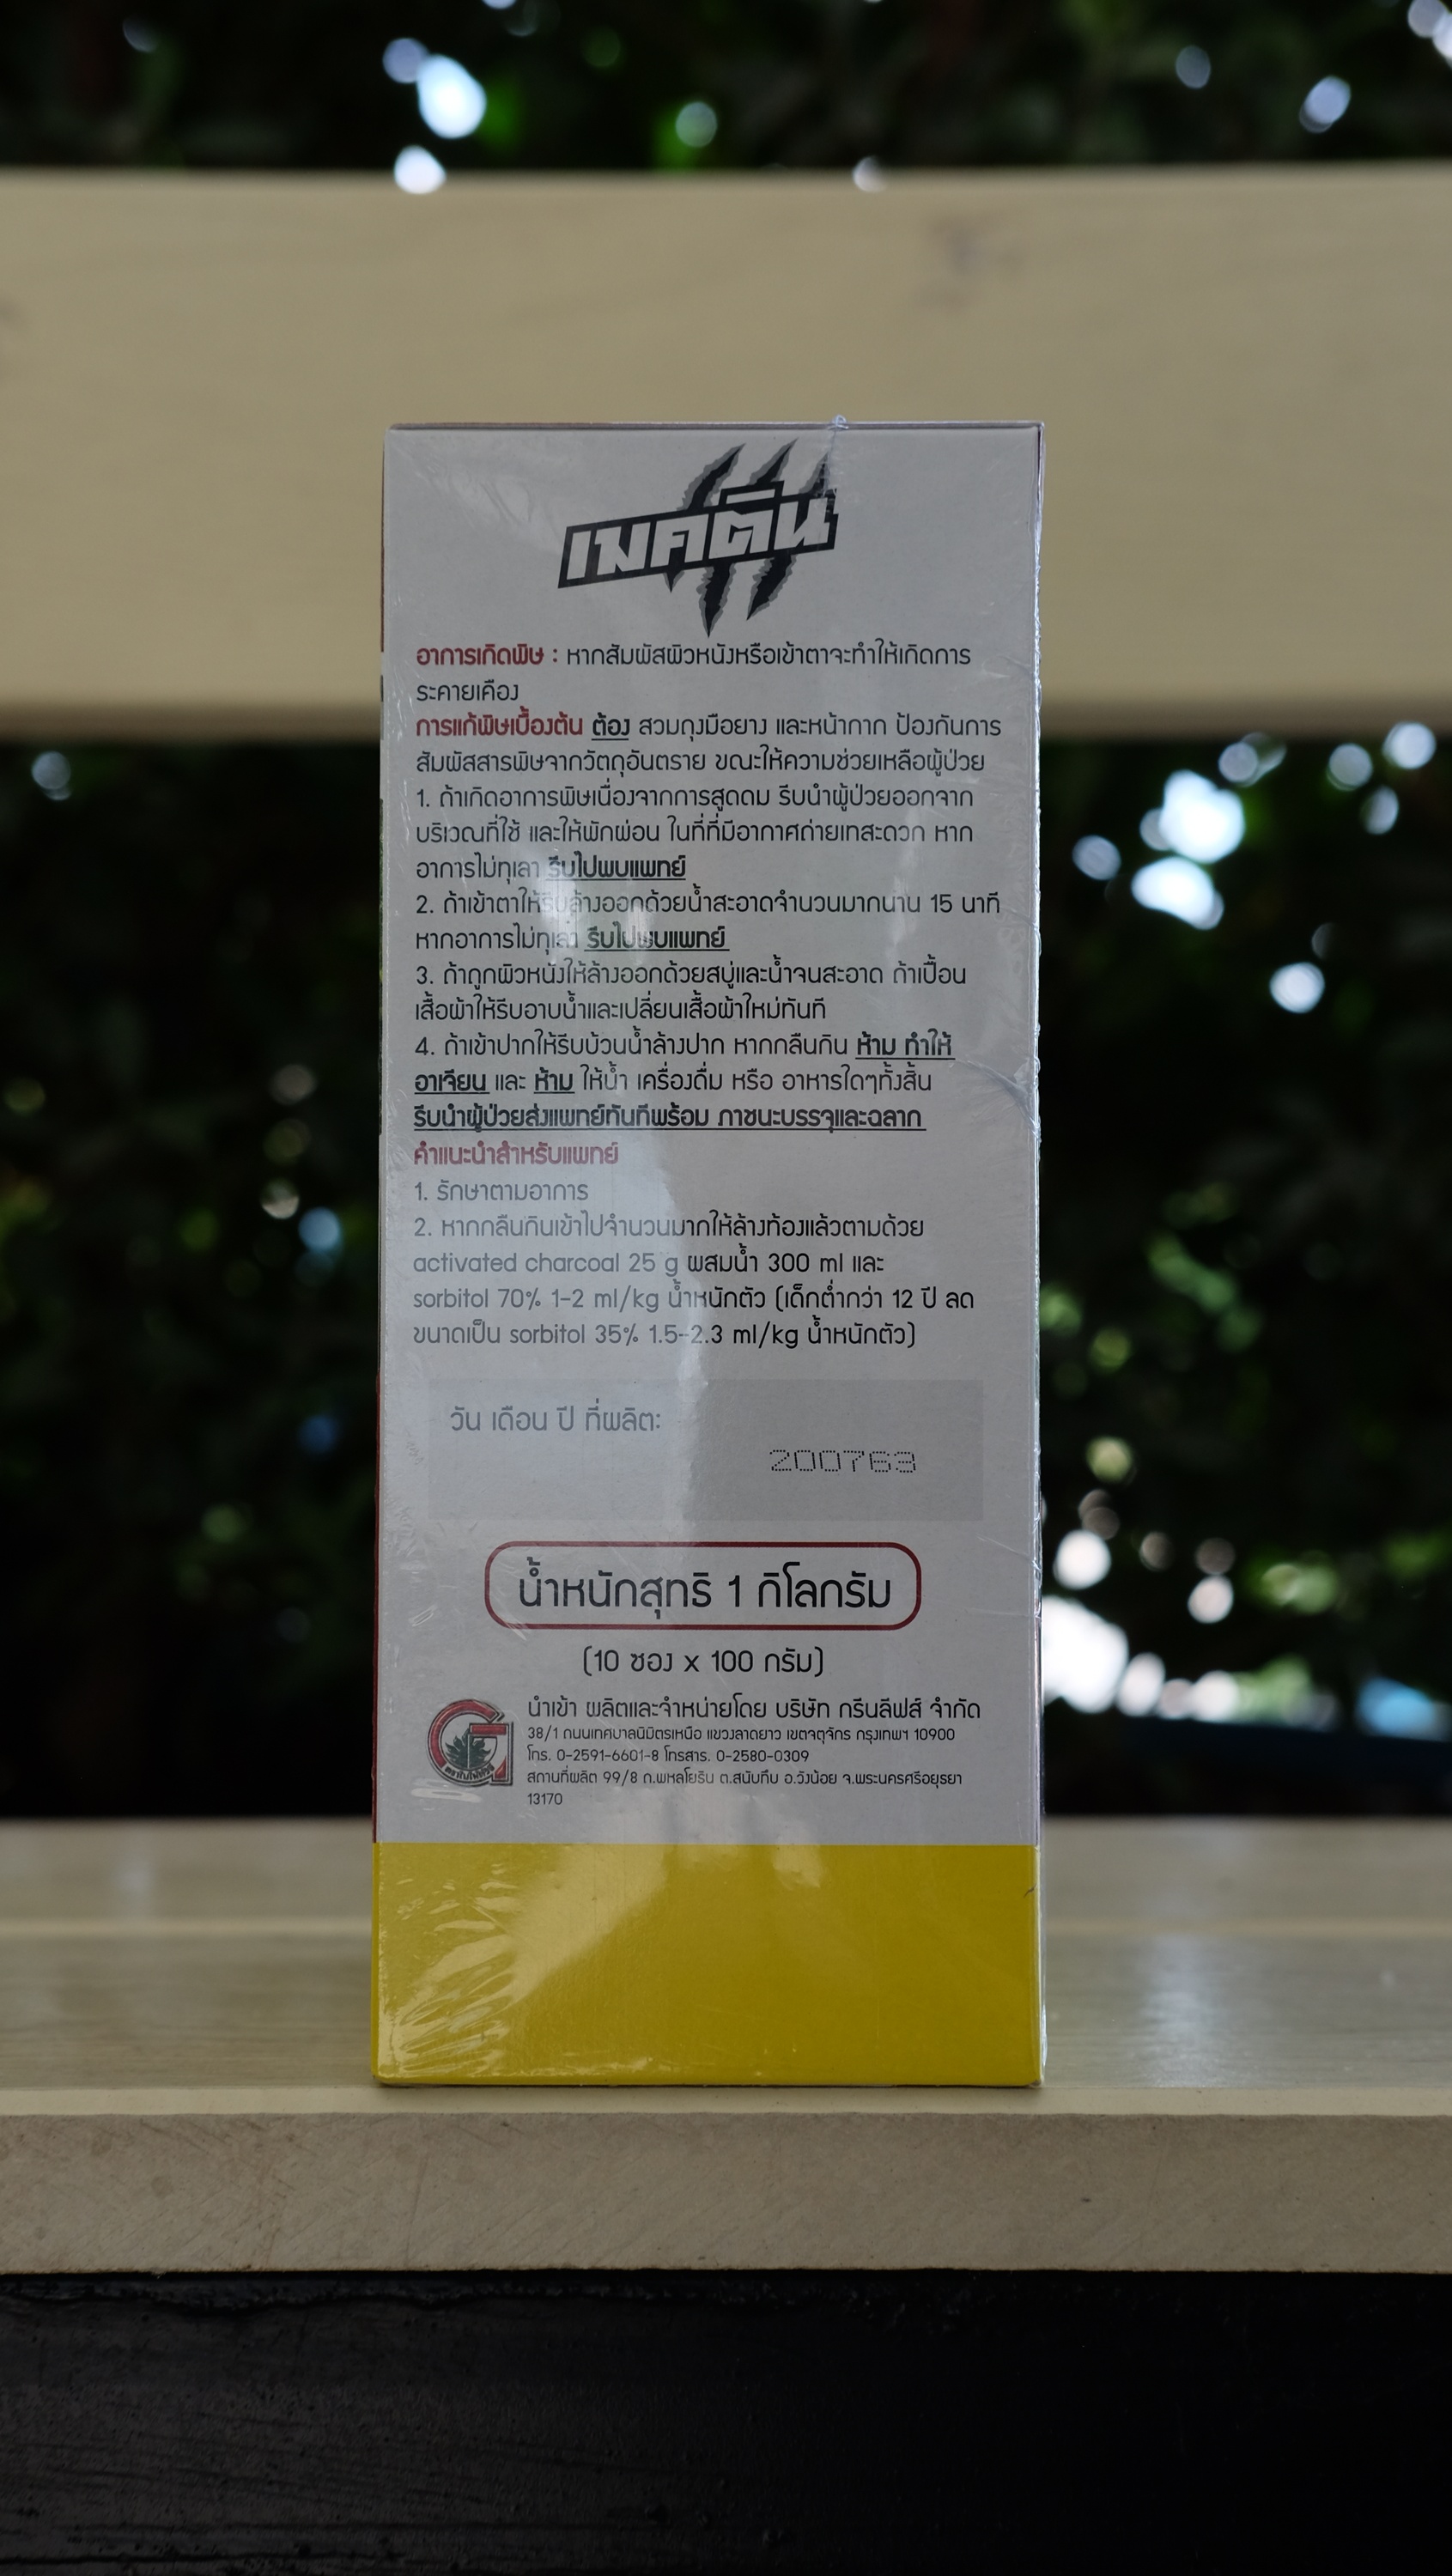 เมคติน
อาการเกิดพิษ : หากสัมผัสผิวหนังหรือเข้าตาจะทำให้เกิดการ
ระคายเคือง
การแก้พิษเบื้องต้น ต้อง สวมถุงมือยาง และหน้ากาก ป้องกันการ
สัมผัสสารพิษจากวัตถุอันตราย ขณะให้ความช่วยเหลือผู้ป่วย
1. ถ้าเกิดอาการพิษเนื่องจากการสูดดม รีบนำผู้ป่วยออกจาก
บริเวณที่ใช้ และให้พักผ่อน ในที่ที่มีอากาศถ่ายเทสะดวก หาก
อาการไม่ทุเลา รีบไปพบแพทย์
2. ถ้าเข้าตาให้รีบล้างออกด้วยน้ำสะอาดจำนวนมากนาน 15 นาที
หากอาการไม่ทุเลา รีบไปพบแพทย์
3. ถ้าถูกผิวหนังให้ล้างออกด้วยสบู่และน้ำจนสะอาด ถ้าเปื้อน
เสื้อผ้าให้รีบอาบน้ำและเปลี่ยนเสื้อผ้าใหม่ทันที
4. ถ้าเข้าปากให้รีบบ้วนน้ำล้างปาก หากกลืนกิน ห้าม ทำให้
อาเจียน และ ห้าม ให้น้ำ เครื่องดื่ม หรือ อาหารใดๆทั้งสิ้น
รีบนำผู้ป่วยส่งแพทย์ทันทีพร้อม ภาชนะบรรจุและฉลาก
คำแนะนำสำหรับแพทย์
1. รักษาตามอาการ
2. หากกลืนกินเข้าไปจำนวนมากให้ล้างท้องแล้วตามด้วย
activated charcoal 25 g ผสมน้ำ 300 ml และ
sorbitol 70% 1-2 ml/kg น้ำหนักตัว (เด็กต่ำกว่า 12 ปี ลด
ขนาดเป็น sorbitol 35% 1.5-2.3 ml/kg น้ำหนักตัว)
วัน เดือน ปี ที่ผลิต:
200763
น้ำหนักสุทธิ 1 กิโลกรัม
(10 ซอง x 100 กรัม)
นำเข้า ผลิตและจำหน่ายโดย บริษัท กรีนลีฟส์ จำกัด
38/1 ถนนเทศบาลนิมิตรเหนือ แขวงลาดยาว เขตจตุจักร กรุงเทพฯ 10900
โทร. 0-2591-6601-8 โทรสาร. 0-2580-0309
สถานที่ผลิต 99/8 ถ.พหลโยธิน ต.สนับทึบ อ.วังน้อย จ.พระนครศรีอยุธยา
13170